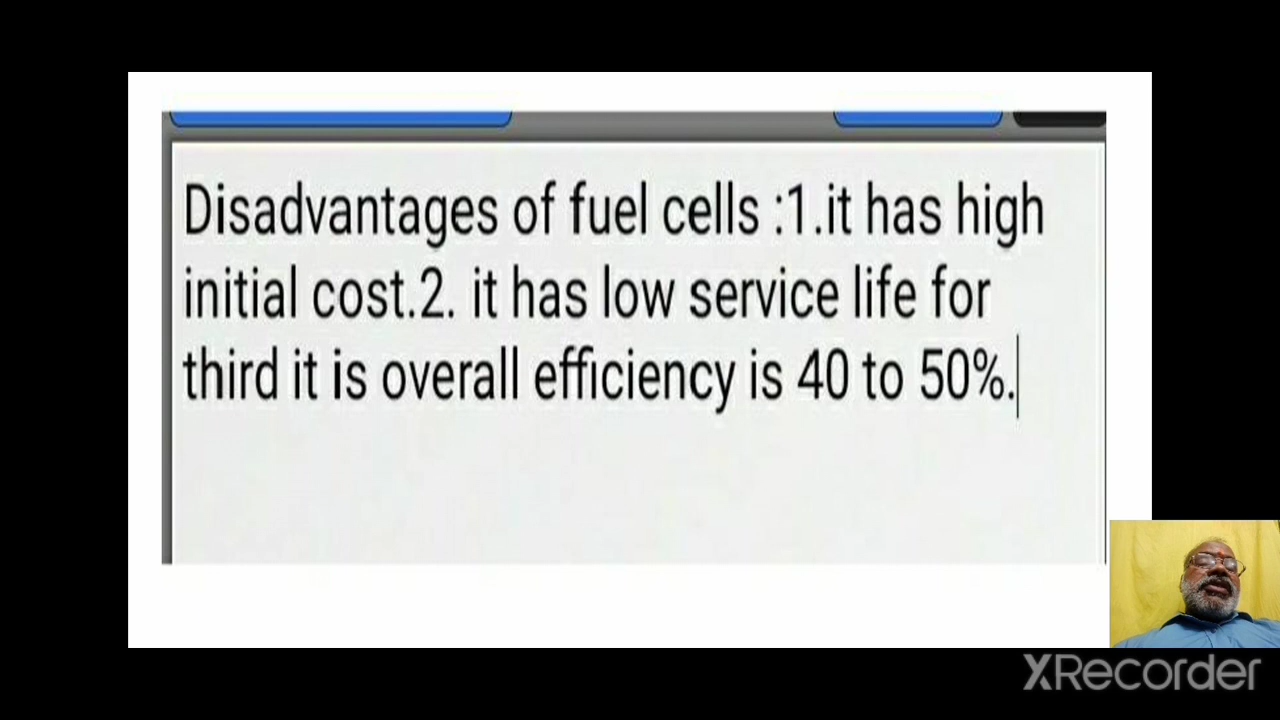 Disadvantages of fuel cells :1.it has high
initial cost.2. it has low service life for
third it is overall efficiency is 40 to 50%.
XRecorder